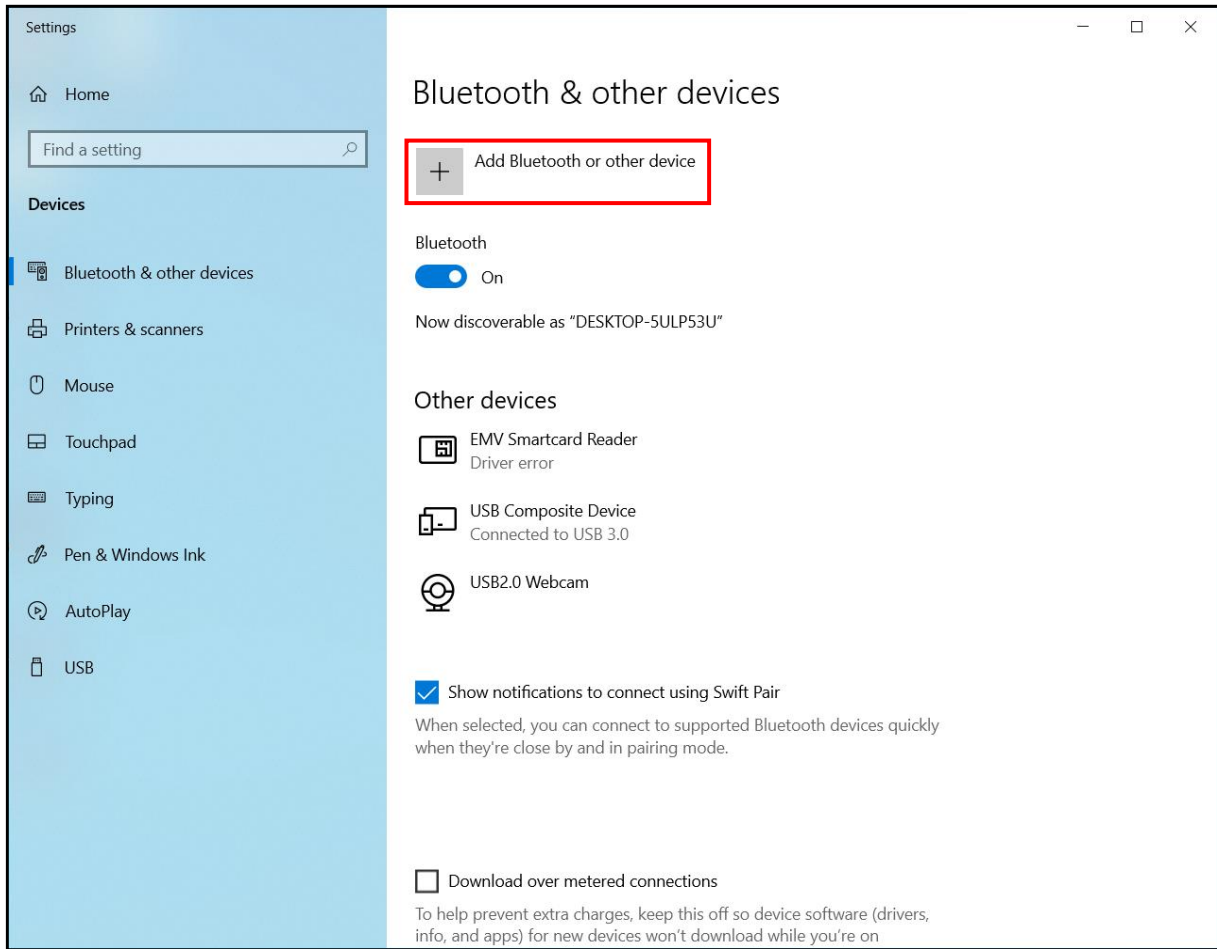 Settings
Home
Find a setting
Devices
Bluetooth & other devices
Printers & scanners
Mouse
Touchpad
Typing
Pen & Windows Ink
AutoPlay
USB
Bluetooth & other devices
Add Bluetooth or other device
Bluetooth
On
Now discoverable as “DESKTOP-5ULP53U”
Other devices
EMV Smartcard Reader
Driver error
USB Composite Device
Connected to USB 3.0
USB2.0 Webcam
Show notifications to connect using Swift Pair
When selected, you can connect to supported Bluetooth devices quickly
when they're close by and in pairing mode.
Download over metered connections
To help prevent extra charges, keep this off so device software (drivers,
info, and apps) for new devices won’t download while you’re on